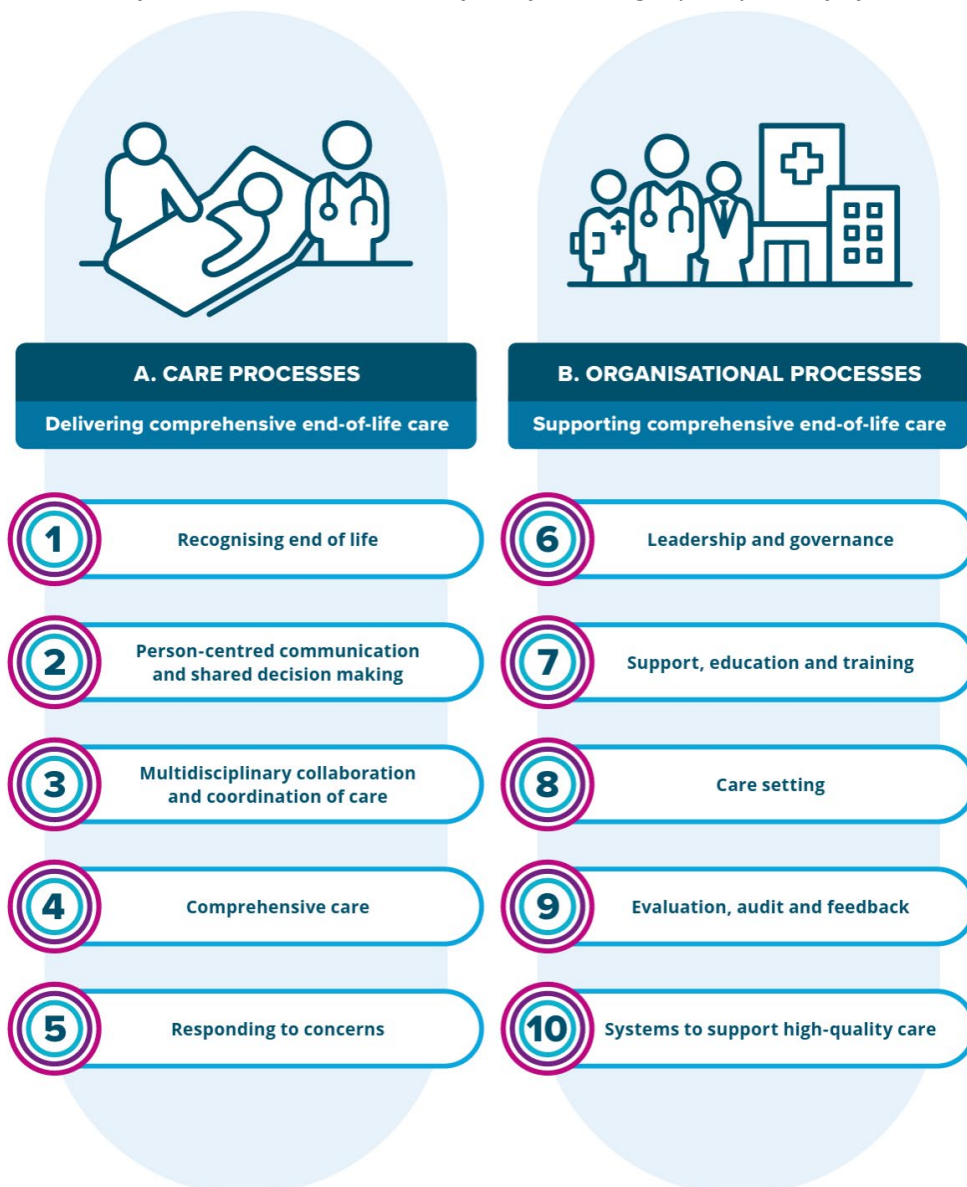 A. CARE PROCESSES
Delivering comprehensive end-of-life care
1
Recognising end of life
2
Person-centred communication
and shared decision making
3
Multidisciplinary collaboration
and coordination of care
4
Comprehensive care
5
Responding to concerns
B. ORGANISATIONAL PROCESSES
Supporting comprehensive end-of-life care
6
Leadership and governance
7
Support, education and training
8
Care setting
9
Evaluation, audit and feedback
10
Systems to support high-quality care